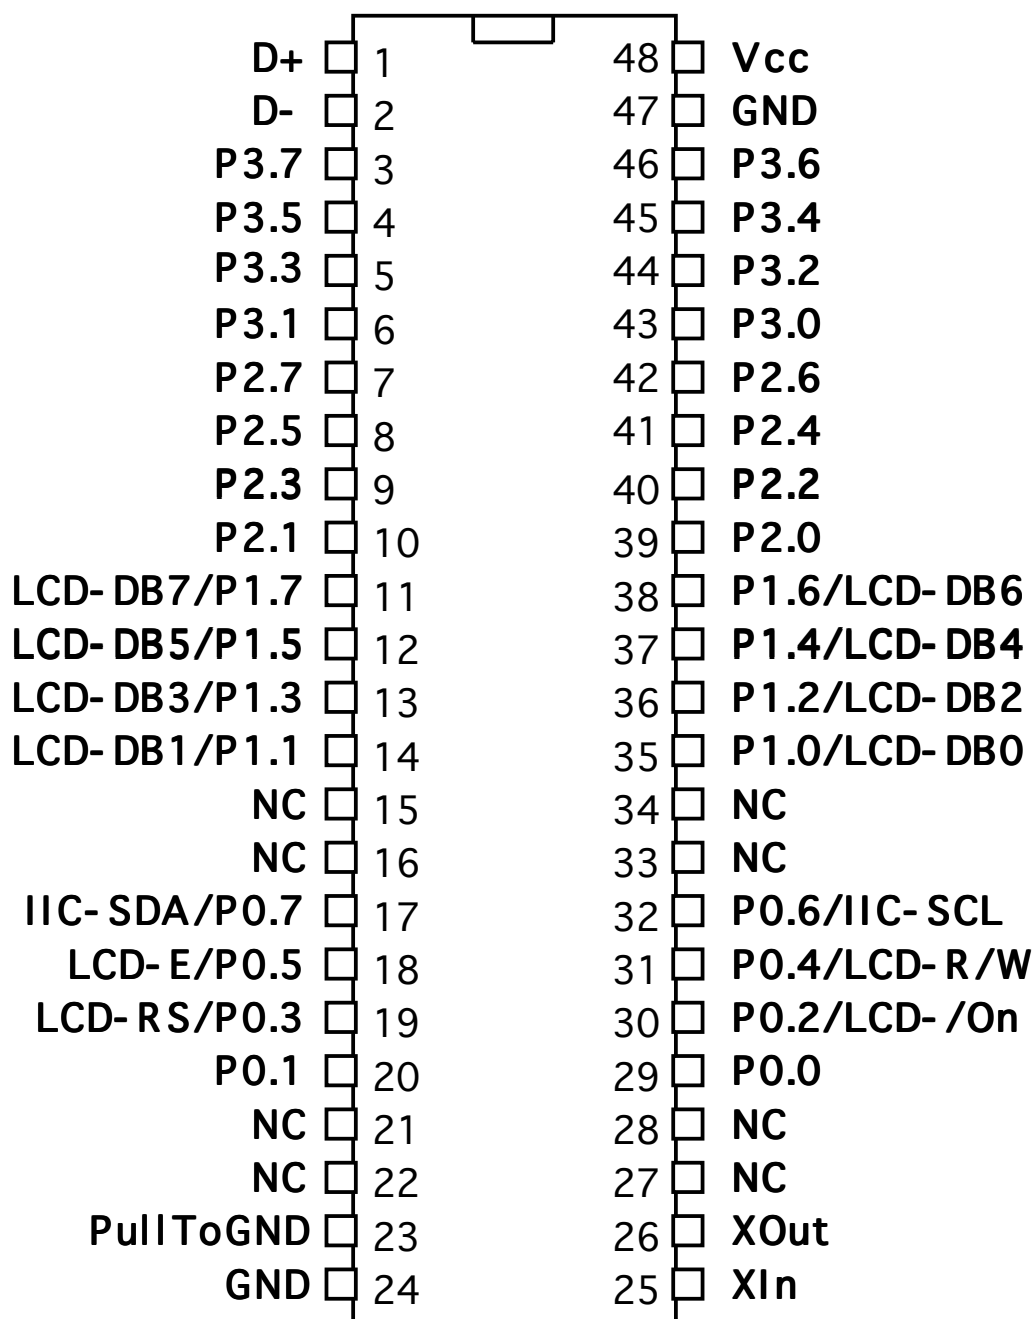 D+ 1 48 Vcc
D- 2 47 GND
P3.7 3 46 P3.6
P3.5 4 45 P3.4
P3.3 5 44 P3.2
P3.1 6 43 P3.0
P2.7 7 42 P2.6
P2.5 8 41 P2.4
P2.3 9 40 P2.2
P2.1 10 39 P2.0
LCD-DB7/P1.7 11 38 P1.6/LCD-DB6
LCD-DB5/P1.5 12 37 P1.4/LCD-DB4
LCD-DB3/P1.3 13 36 P1.2/LCD-DB2
LCD-DB1/P1.1 14 35 P1.0/LCD-DB0
NC 15 34 NC
NC 16 33 NC
IIC-SDA/P0.7 17 32 P0.6/IIC-SCL
LCD-E/P0.5 18 31 P0.4/LCD-R/W
LCD-RS/P0.3 19 30 P0.2/LCD-/On
P0.1 20 29 P0.0
NC 21 28 NC
NC 22 27 NC
PullToGND 23 26 XOut
GND 24 25 XIn